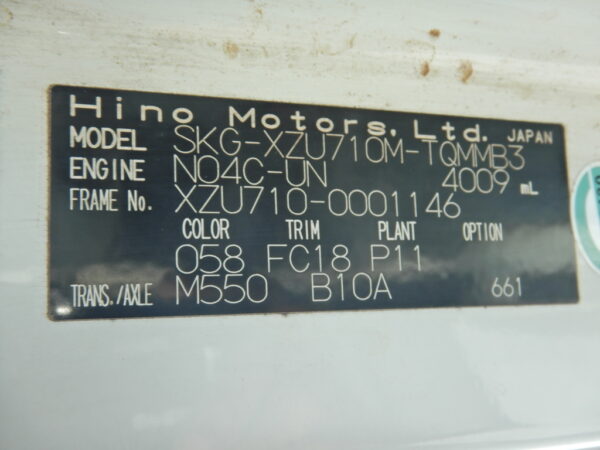 Hino Motors, Ltd. JAPAN
MODEL SKG-XZU710M-TQMMB3
ENGINE N04C-UN 4009 mL
FRAME No. XZU710-0001146
COLOR TRIM PLANT OPTION
058 FC18 P11
TRANS./AXLE M550 B10A 661